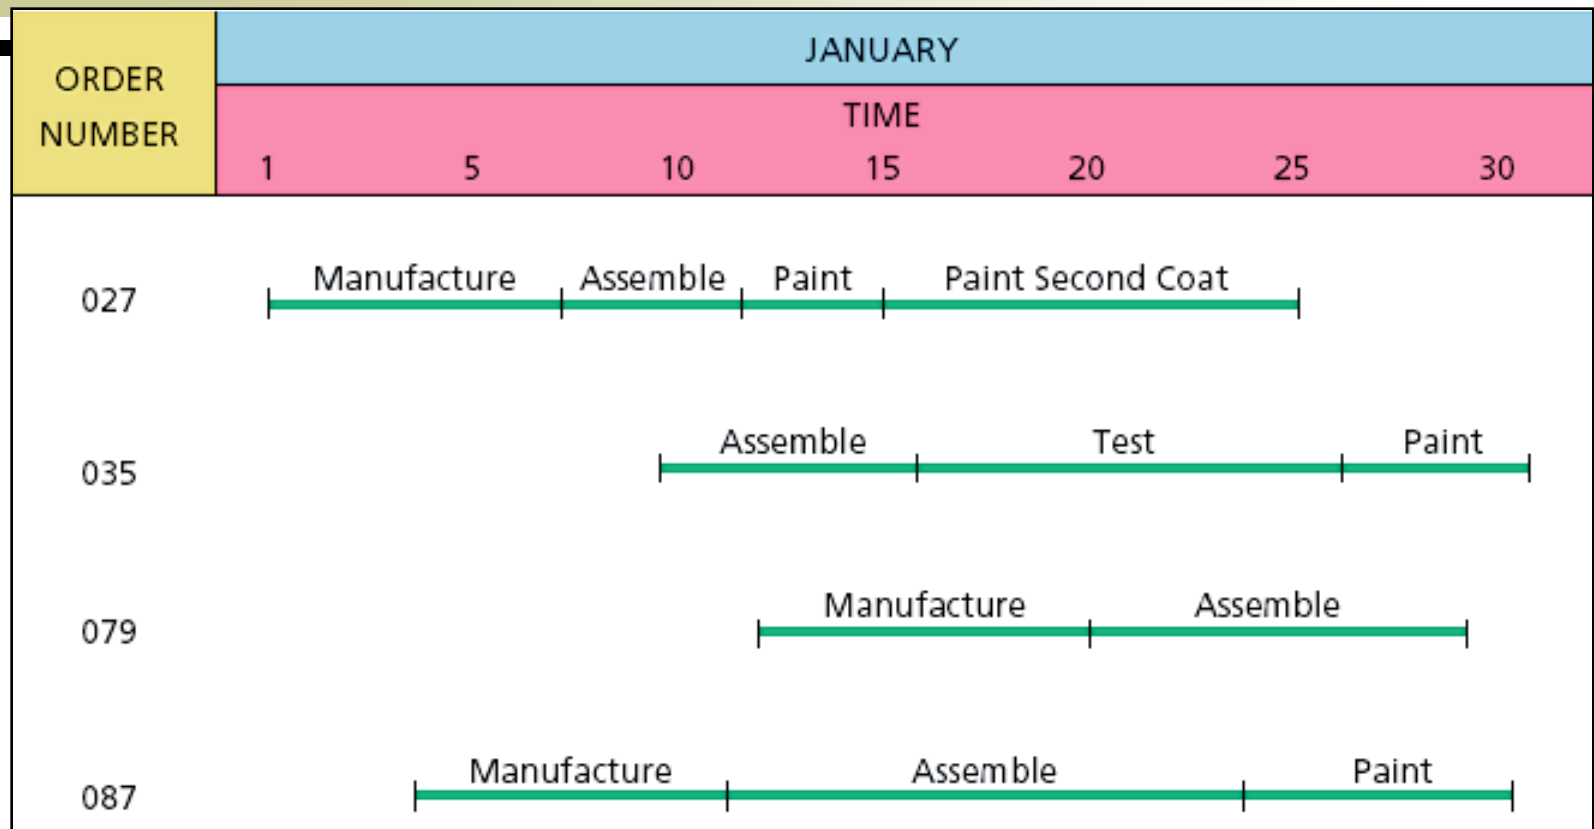 ORDER
NUMBER
JANUARY
TIME
1 5 10 15 20 25 30
027 Manufacture Assemble Paint Paint Second Coat
035 Assemble Test Paint
079 Manufacture Assemble
087 Manufacture Assemble Paint